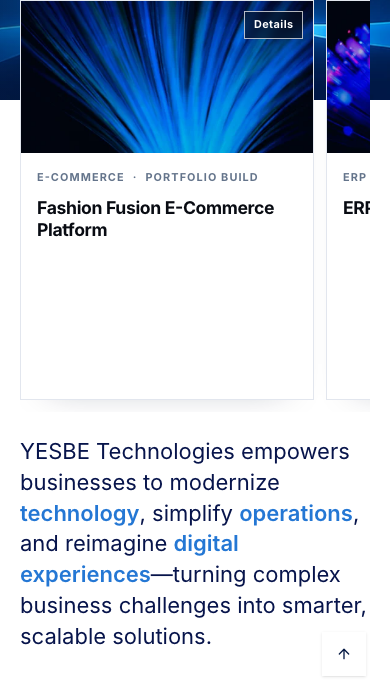 Details
E-COMMERCE · PORTFOLIO BUILD
Fashion Fusion E-Commerce
Platform
ERP
ERP
YESBE Technologies empowers
businesses to modernize
technology, simplify operations,
and reimagine digital
experiences—turning complex
business challenges into smarter,
scalable solutions.